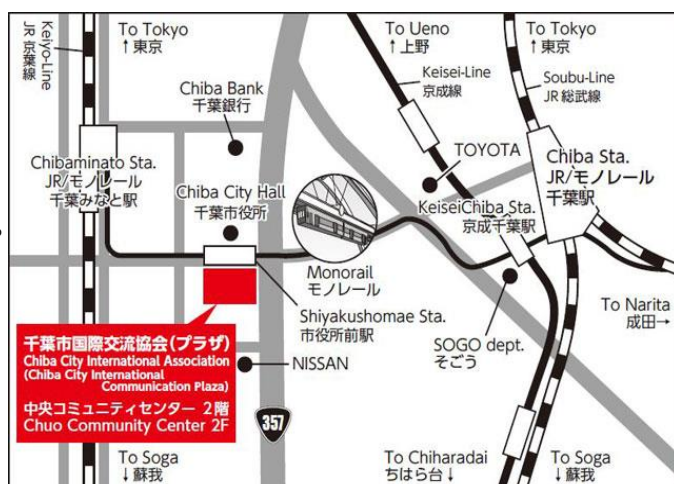 Keiyo-Line
JR 京葉線
To Tokyo
↑東京
To Ueno
↑上野
To Tokyo
↑東京
Keisei-Line
京成線
Soubu-Line
JR 総武線
Chiba Bank
千葉銀行
TOYOTA
Chiba Sta.
JR/モノレール
千葉駅
Chibaminato Sta.
JR/モノレール
千葉みなと駅
Chiba City Hall
千葉市役所
KeiseiChiba Sta.
京成千葉駅
Monorail
モノレール
Shiyakushomae Sta.
市役所前駅
To Narita
成田→
SOGO dept.
そごう
千葉市国際交流協会(プラザ)
Chiba City International Association
(Chiba City International
Communication Plaza)
中央コミュニティセンター 2階
Chuo Community Center 2F
NISSAN
357
To Soga
↓蘇我
To Chiharadai
ちはら台↓
To Soga
↓蘇我